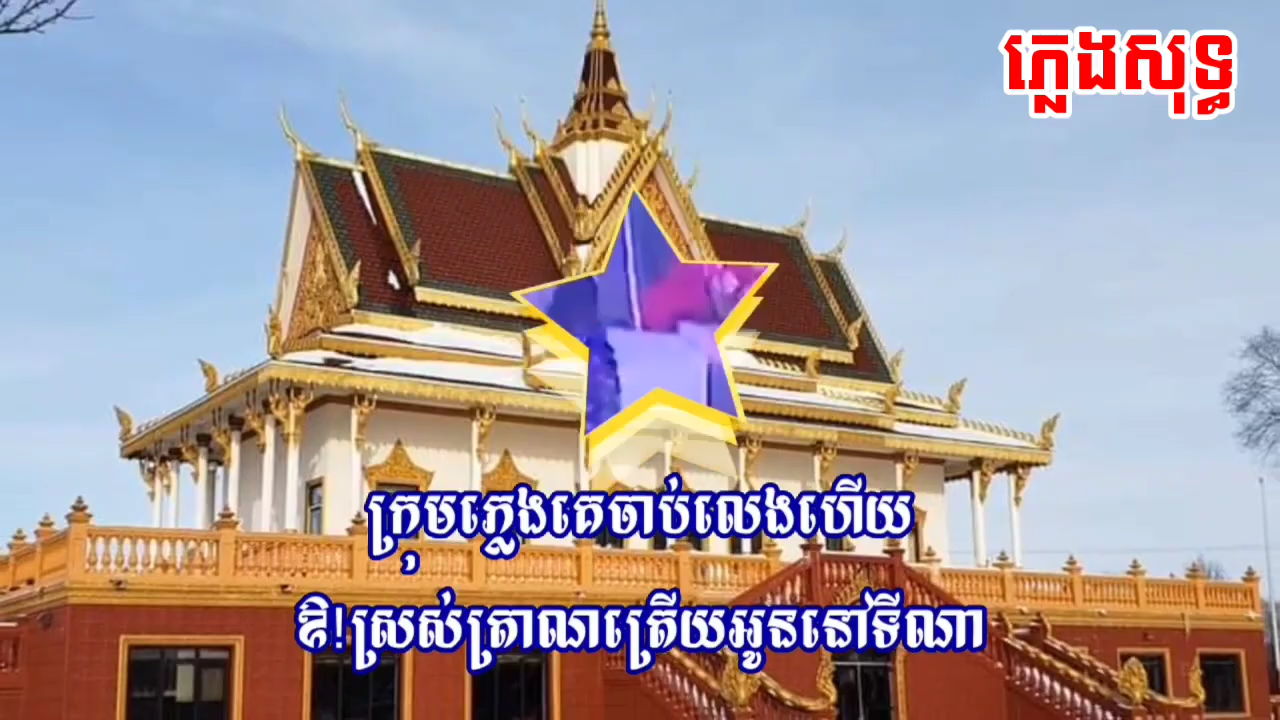 ភ្លេងសុទ្ធ
ក្រុមភ្លេងគេចាប់លេងហើយ
ឱ!ស្រស់ត្រាណត្រើយអូននៅទីណា